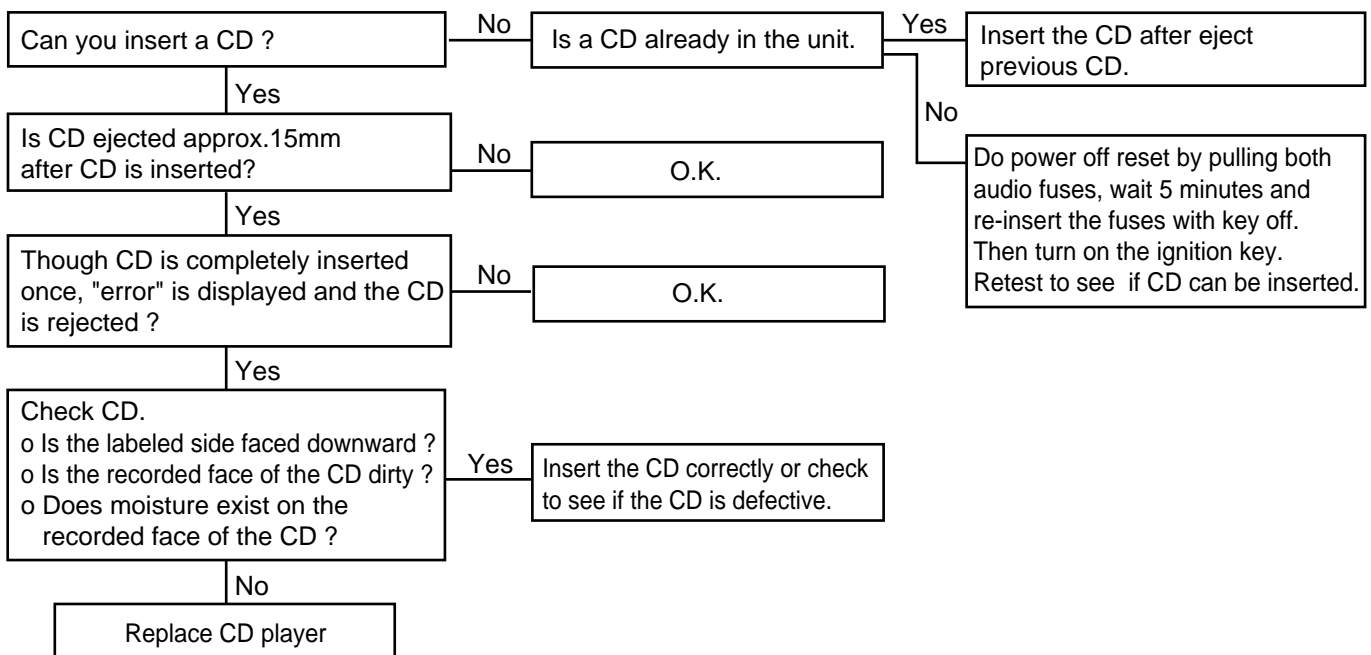 Can you insert a CD ?
No
Is a CD already in the unit.
Yes
Insert the CD after eject
previous CD.
No
Do power off reset by pulling both
audio fuses, wait 5 minutes and
re-insert the fuses with key off.
Then turn on the ignition key.
Retest to see if CD can be inserted.
Yes
Is CD ejected approx.15mm
after CD is inserted?
No
O.K.
Yes
Though CD is completely inserted
once, "error" is displayed and the CD
is rejected ?
No
O.K.
Yes
Check CD.
o Is the labeled side faced downward ?
o Is the recorded face of the CD dirty ?
o Does moisture exist on the
recorded face of the CD ?
Yes
Insert the CD correctly or check
to see if the CD is defective.
No
Replace CD player